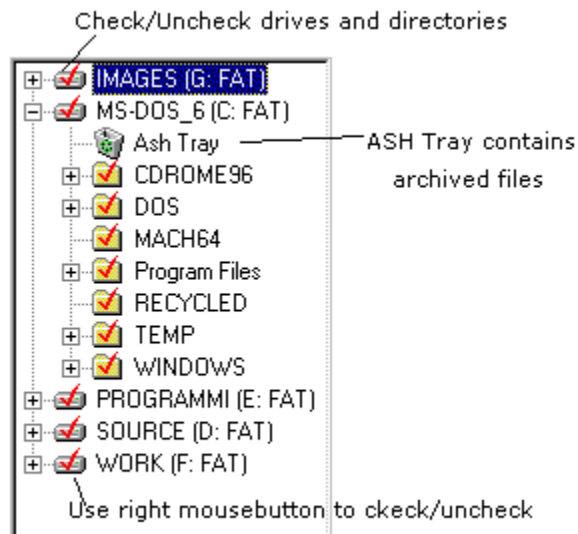 Check/Uncheck drives and directories
IMAGES (G: FAT)
MS-DOS_6 (C: FAT)
Ash Tray
ASH Tray contains
archived files
CDROME96
DOS
MACH64
Program Files
RECYCLED
TEMP
WINDOWS
PROGRAMMI (E: FAT)
SOURCE (D: FAT)
WORK (F: FAT)
Use right mousebutton to ckeck/uncheck